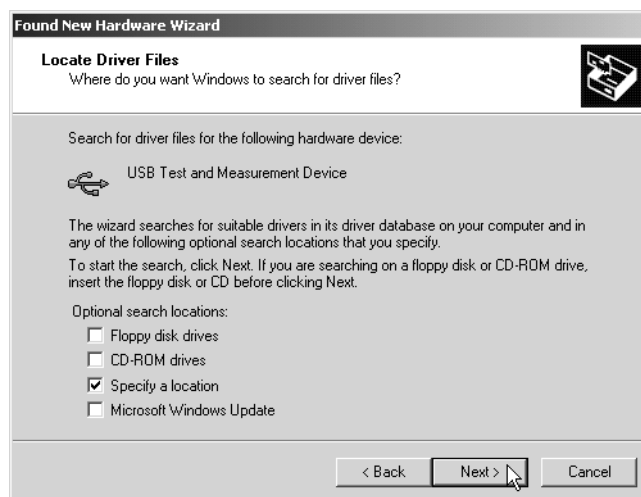 Found New Hardware Wizard
Locate Driver Files
Where do you want Windows to search for driver files?
Search for driver files for the following hardware device:
USB Test and Measurement Device
The wizard searches for suitable drivers in its driver database on your computer and in
any of the following optional search locations that you specify.
To start the search, click Next. If you are searching on a floppy disk or CD-ROM drive,
insert the floppy disk or CD before clicking Next.
Optional search locations:
Floppy disk drives
CD-ROM drives
Specify a location
Microsoft Windows Update
< Back Next > Cancel